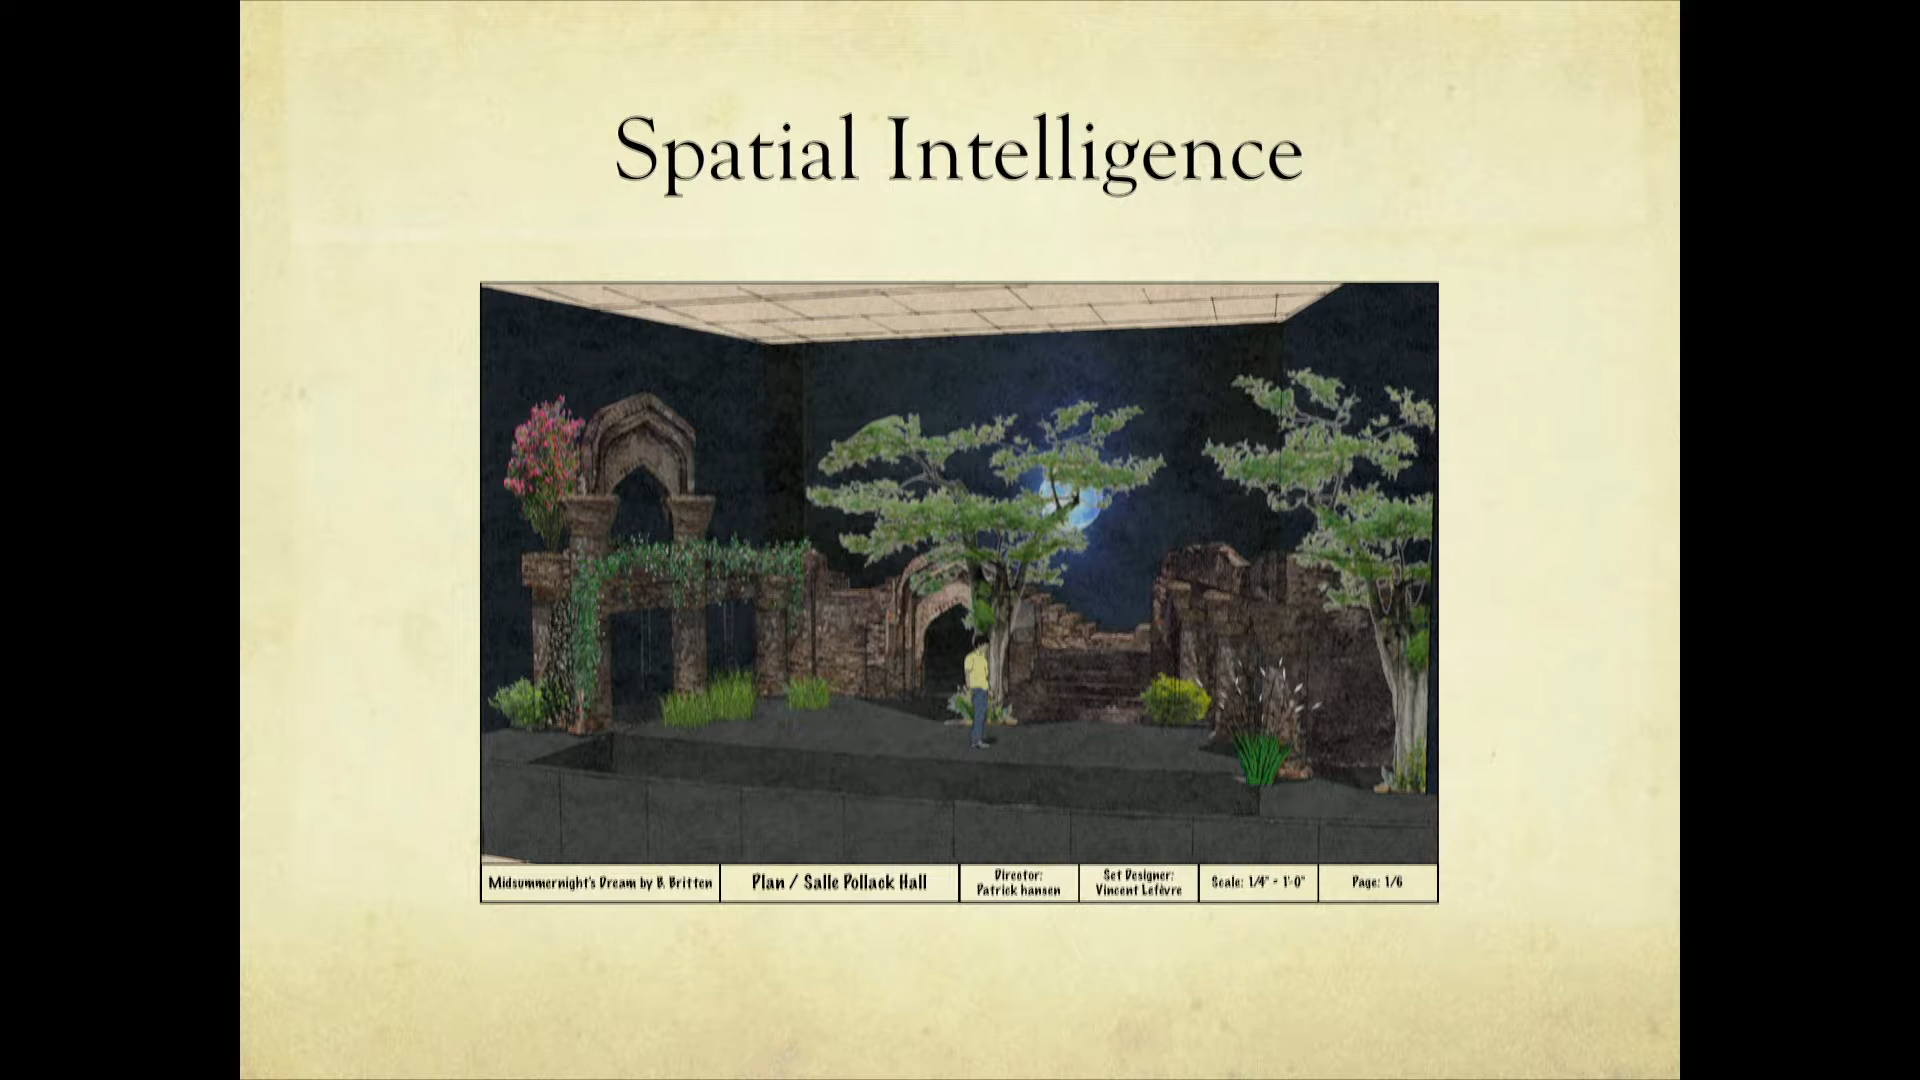 Spatial Intelligence
Midsummernight's Dream by B. Britten
Plan / Salle Pollack Hall
Director:
Patrick hansen
Set Designer:
Vincent Lefèvre
Scale: 1/4" = 1'-0"
Page: 1/6